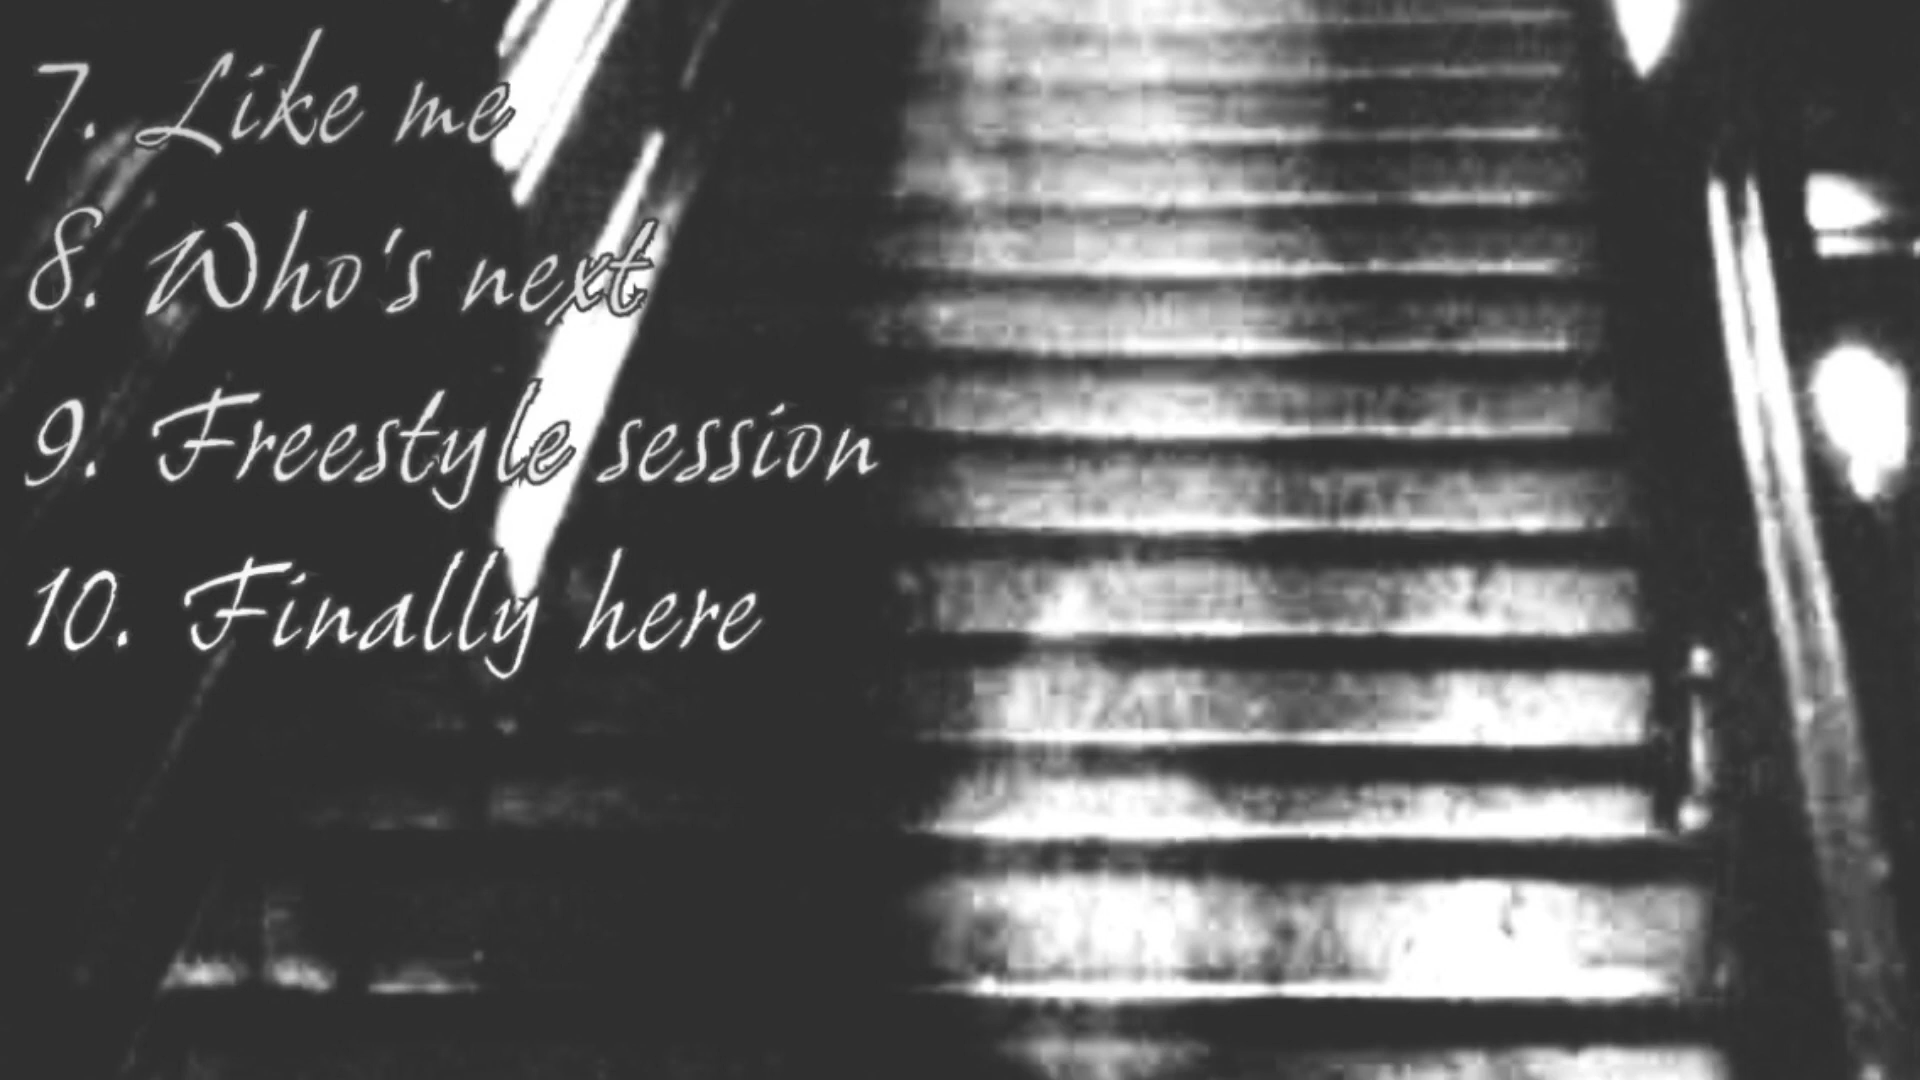 7. Like me
8. Who's next
9. Freestyle session
10. Finally here